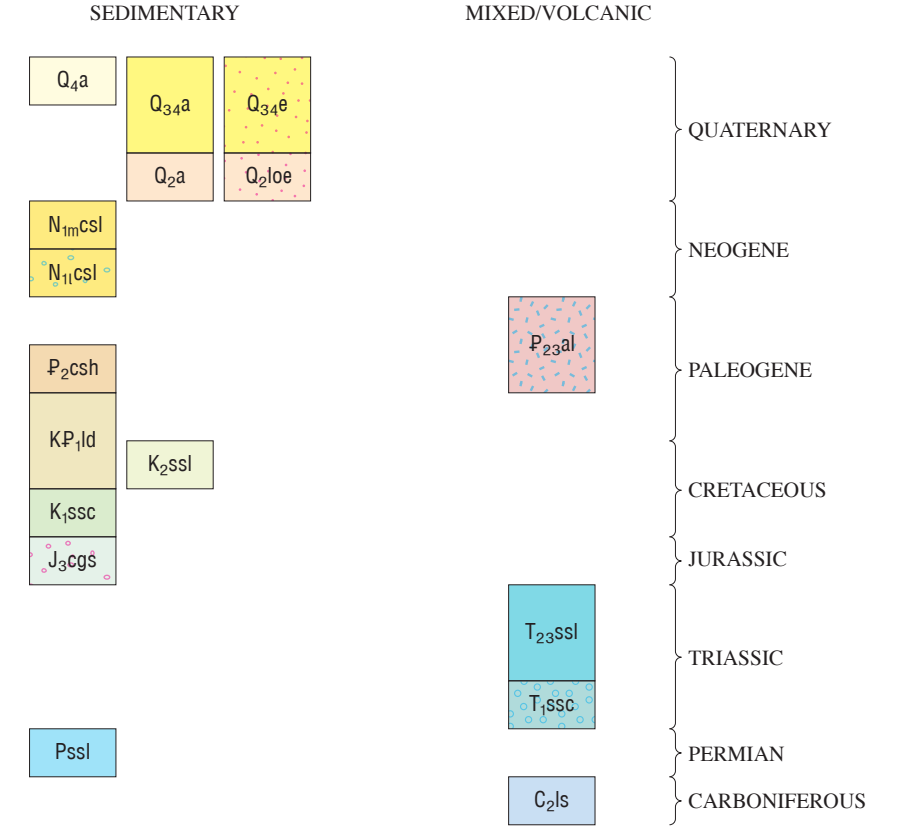 SEDIMENTARY
MIXED/VOLCANIC
Q₄a
Q₃₄a
Q₃₄e
QUATERNARY
Q₂a
Q₂loe
N₁ₘcsl
NEOGENE
N₁ₗcsl
Ꝑ₂₃al
Ꝑ₂csh
PALEOGENE
KꝐ₁ld
K₂ssl
CRETACEOUS
K₁ssc
J₃cgs
JURASSIC
T₂₃ssl
TRIASSIC
T₁ssc
Pssl
PERMIAN
C₂ls
CARBONIFEROUS